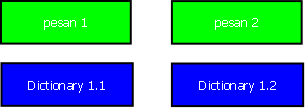 pesan 1
pesan 2
Dictionary 1.1
Dictionary 1.2